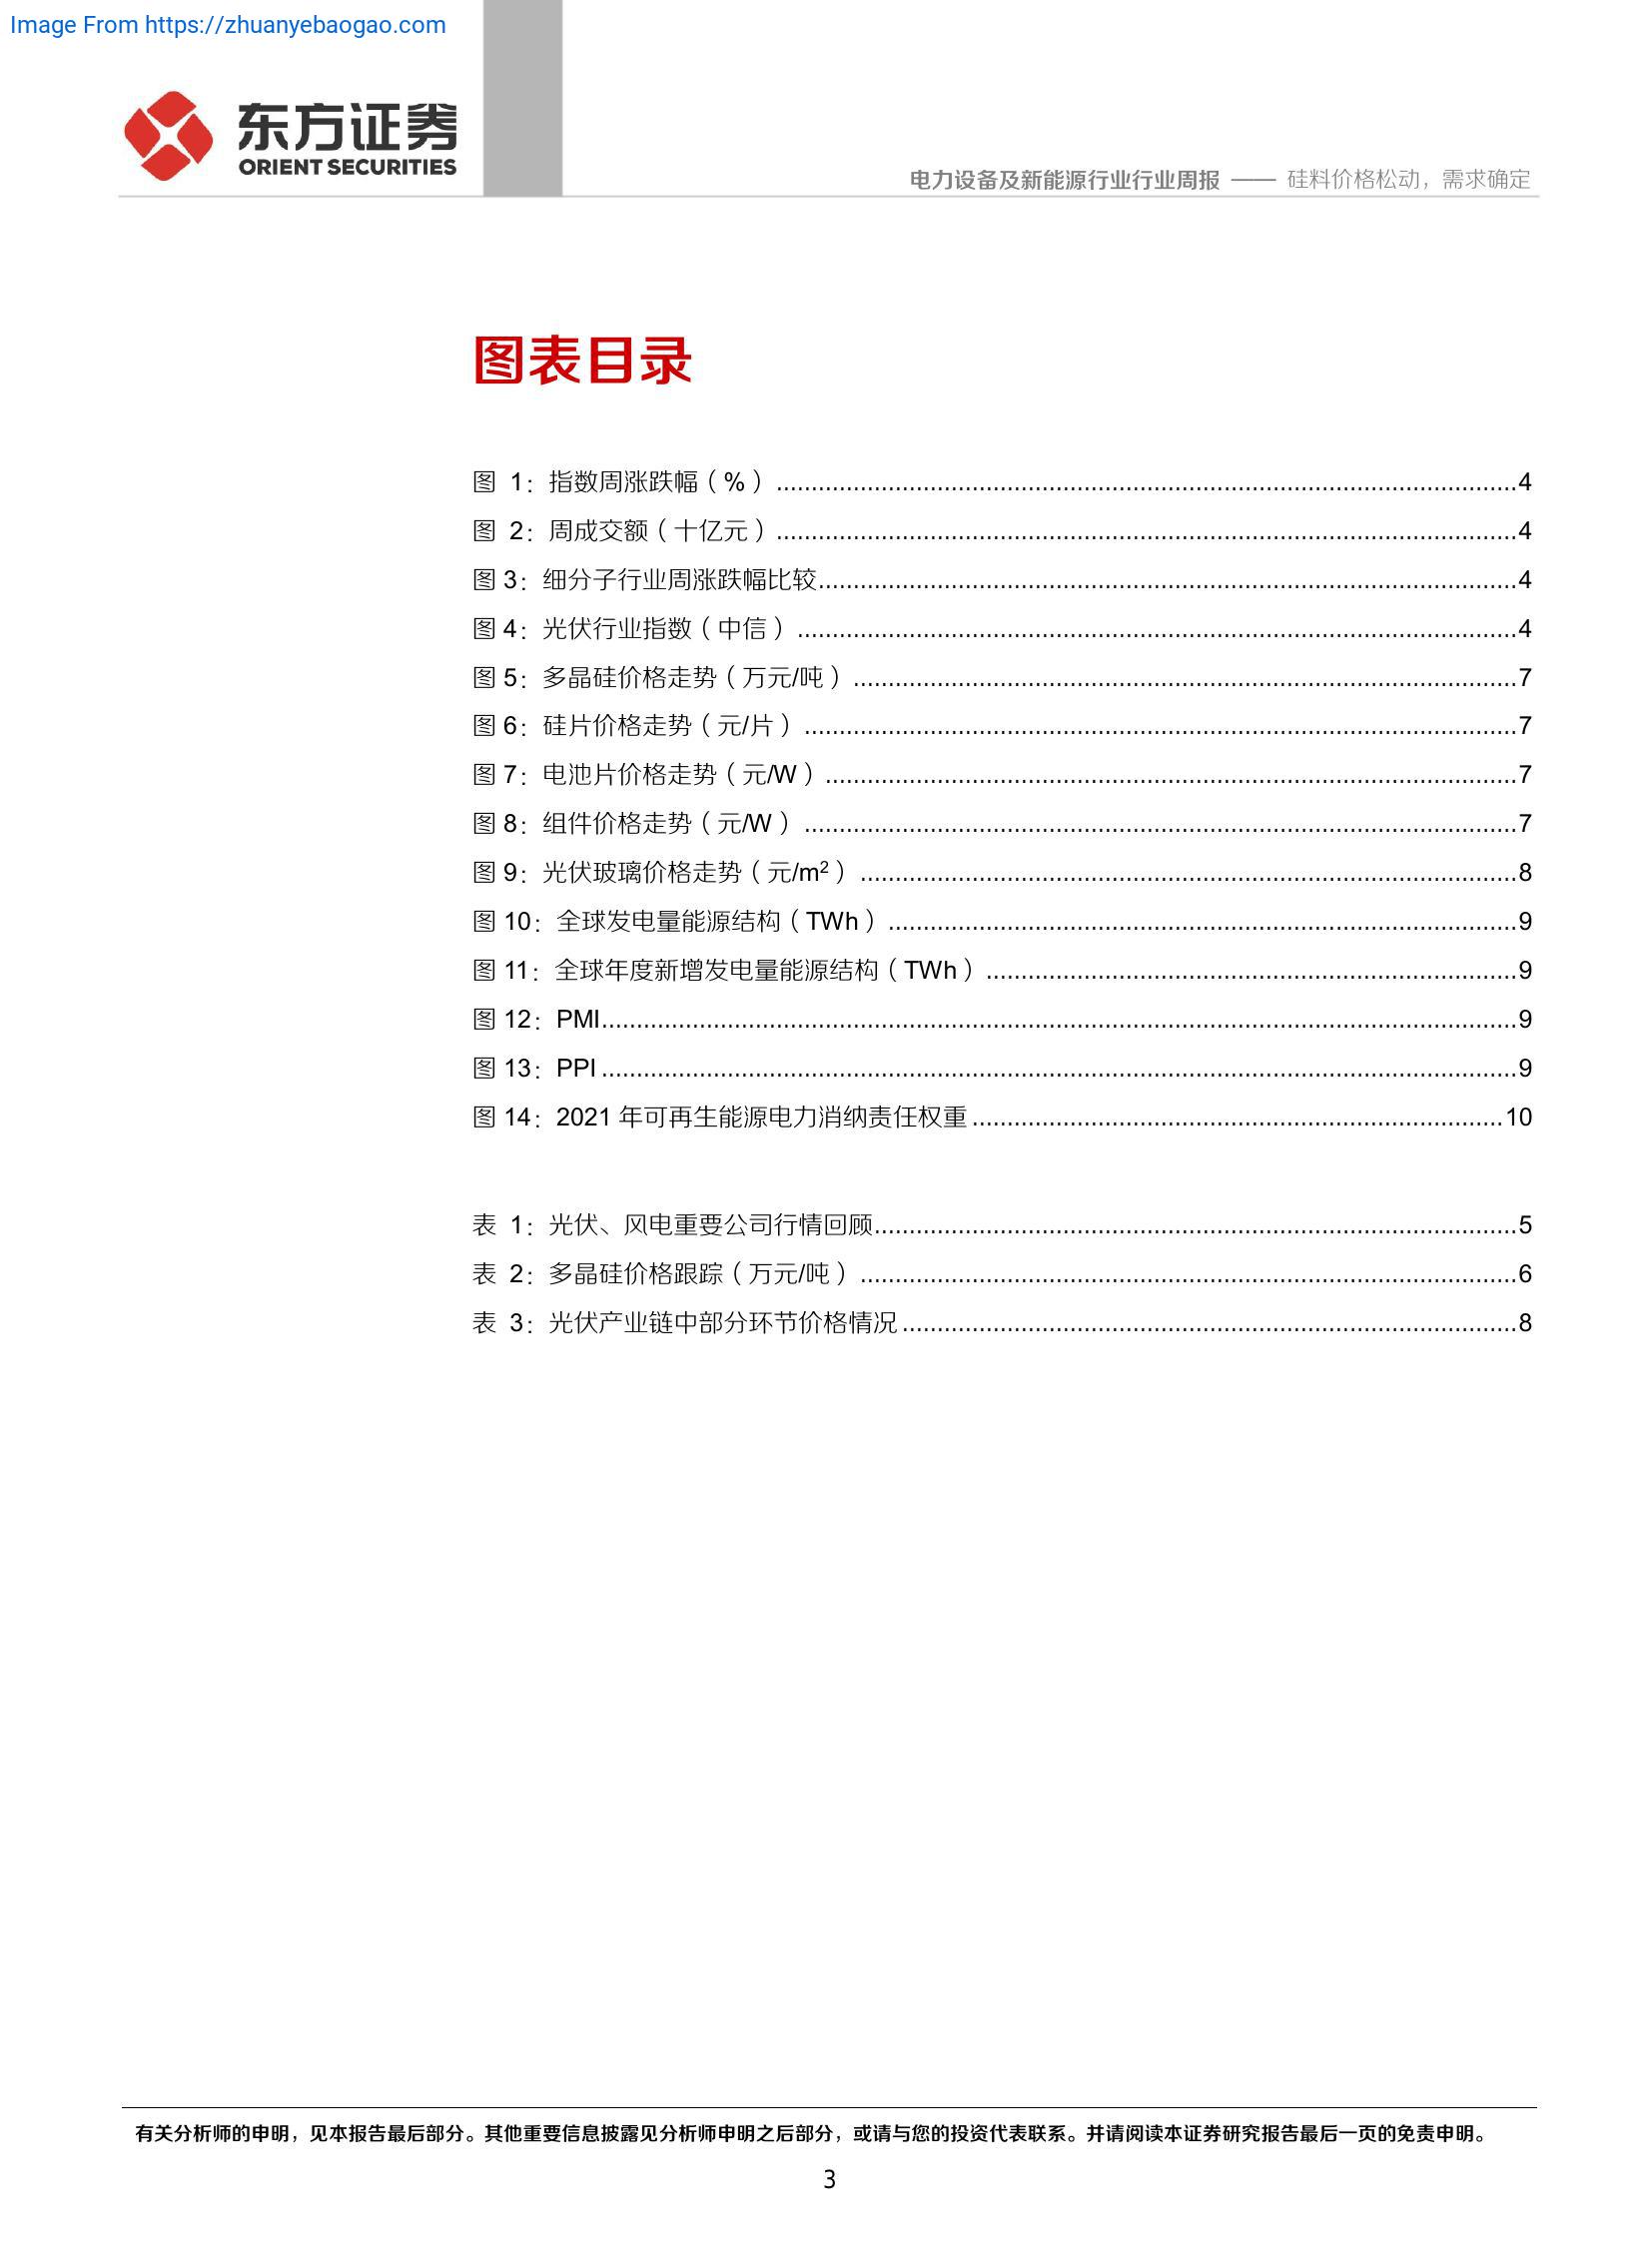 Image From https://zhuanyebaogao.com
东方证券
ORIENT SECURITIES
电力设备及新能源行业行业周报 —— 硅料价格松动，需求确定
图表目录
图 1：指数周涨跌幅（%）................................................4
图 2：周成交额（十亿元）................................................4
图 3：细分子行业周涨跌幅比较................................................4
图 4：光伏行业指数（中信）................................................4
图 5：多晶硅价格走势（万元/吨）................................................7
图 6：硅片价格走势（元/片）................................................7
图 7：电池片价格走势（元/W）................................................7
图 8：组件价格走势（元/W）................................................7
图 9：光伏玻璃价格走势（元/m²）................................................8
图 10：全球发电量能源结构（TWh）................................................9
图 11：全球年度新增发电量能源结构（TWh）................................................9
图 12：PMI................................................9
图 13：PPI................................................9
图 14：2021 年可再生能源电力消纳责任权重................................................10
表 1：光伏、风电重要公司行情回顾................................................5
表 2：多晶硅价格跟踪（万元/吨）................................................6
表 3：光伏产业链中部分环节价格情况................................................8
有关分析师的申明，见本报告最后部分。其他重要信息披露见分析师申明之后部分，或请与您的投资代表联系。并请阅读本证券研究报告最后一页的免责申明。
3